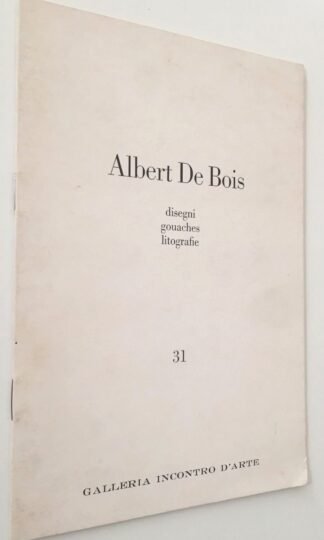 Albert De Bois
disegni
gouaches
litografie
31
GALLERIA INCONTRO D'ARTE